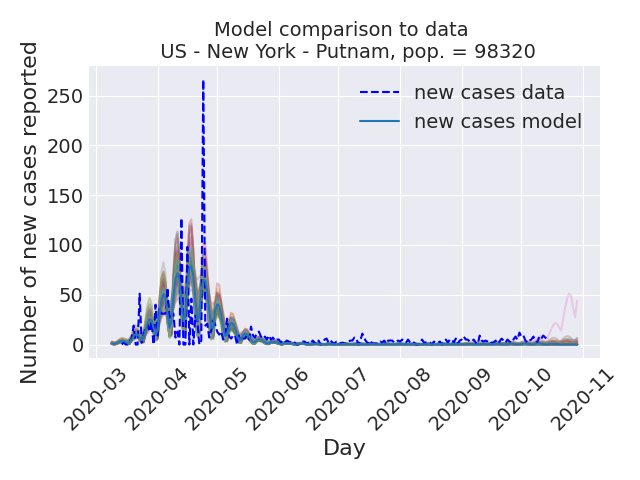 Model comparison to data
US - New York - Putnam, pop. = 98320
Number of new cases reported
250
200
150
100
50
0
new cases data
new cases model
2020-03
2020-04
2020-05
2020-06
2020-07
2020-08
2020-09
2020-10
2020-11
Day